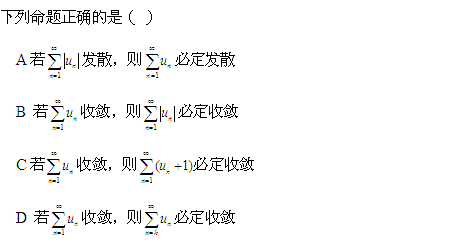 下列命题正确的是（ ）
A 若$\sum_{n=1}^{\infty}|u_n|$发散，则$\sum_{n=1}^{\infty}u_n$必定发散
B 若$\sum_{n=1}^{\infty}u_n$收敛，则$\sum_{n=1}^{\infty}|u_n|$必定收敛
C 若$\sum_{n=1}^{\infty}u_n$收敛，则$\sum_{n=1}^{\infty}(u_n+1)$必定收敛
D 若$\sum_{n=1}^{\infty}u_n$收敛，则$\sum_{n=k}^{\infty}u_n$必定收敛